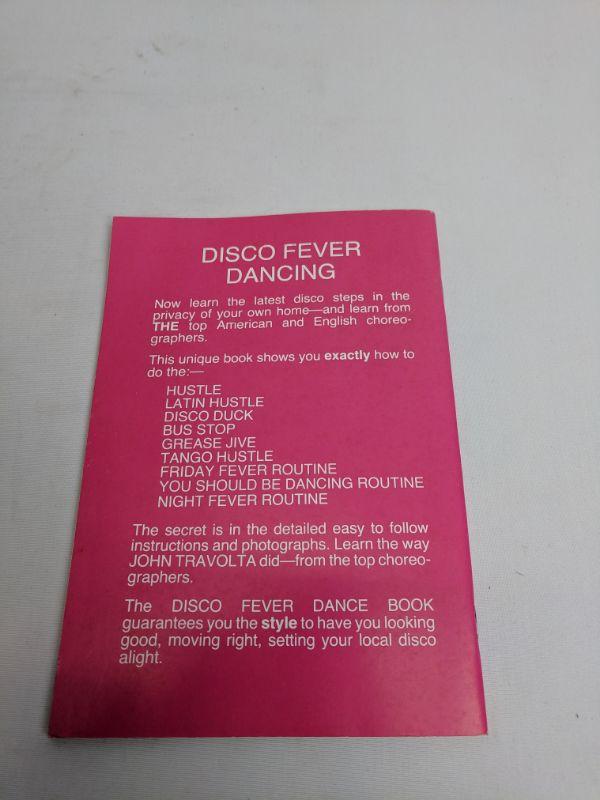 DISCO FEVER
DANCING
Now learn the latest disco steps in the
privacy of your own home—and learn from
THE top American and English choreo-
graphers.
This unique book shows you exactly how to
do the:—
HUSTLE
LATIN HUSTLE
DISCO DUCK
BUS STOP
GREASE JIVE
TANGO HUSTLE
FRIDAY FEVER ROUTINE
YOU SHOULD BE DANCING ROUTINE
NIGHT FEVER ROUTINE
The secret is in the detailed easy to follow
instructions and photographs. Learn the way
JOHN TRAVOLTA did—from the top choreo-
graphers.
The DISCO FEVER DANCE BOOK
guarantees you the style to have you looking
good, moving right, setting your local disco
alight.